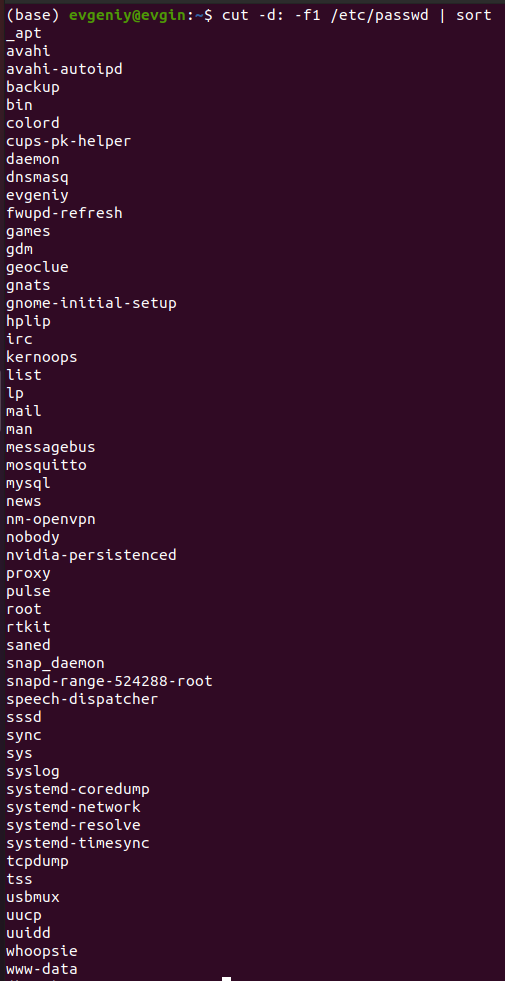 (base) evgeniy@evgin:~$ cut -d: -f1 /etc/passwd | sort
_apt
avahi
avahi-autoipd
backup
bin
colord
cups-pk-helper
daemon
dnsmasq
evgeniy
fwupd-refresh
games
gdm
geoclue
gnats
gnome-initial-setup
hplip
irc
kernoops
list
lp
mail
man
messagebus
mosquitto
mysql
news
nm-openvpn
nobody
nvidia-persistenced
proxy
pulse
root
rtkit
saned
snap_daemon
snapd-range-524288-root
speech-dispatcher
sssd
sync
sys
syslog
systemd-coredump
systemd-network
systemd-resolve
systemd-timesync
tcpdump
tss
usbmux
uucp
uuidd
whoopsie
www-data